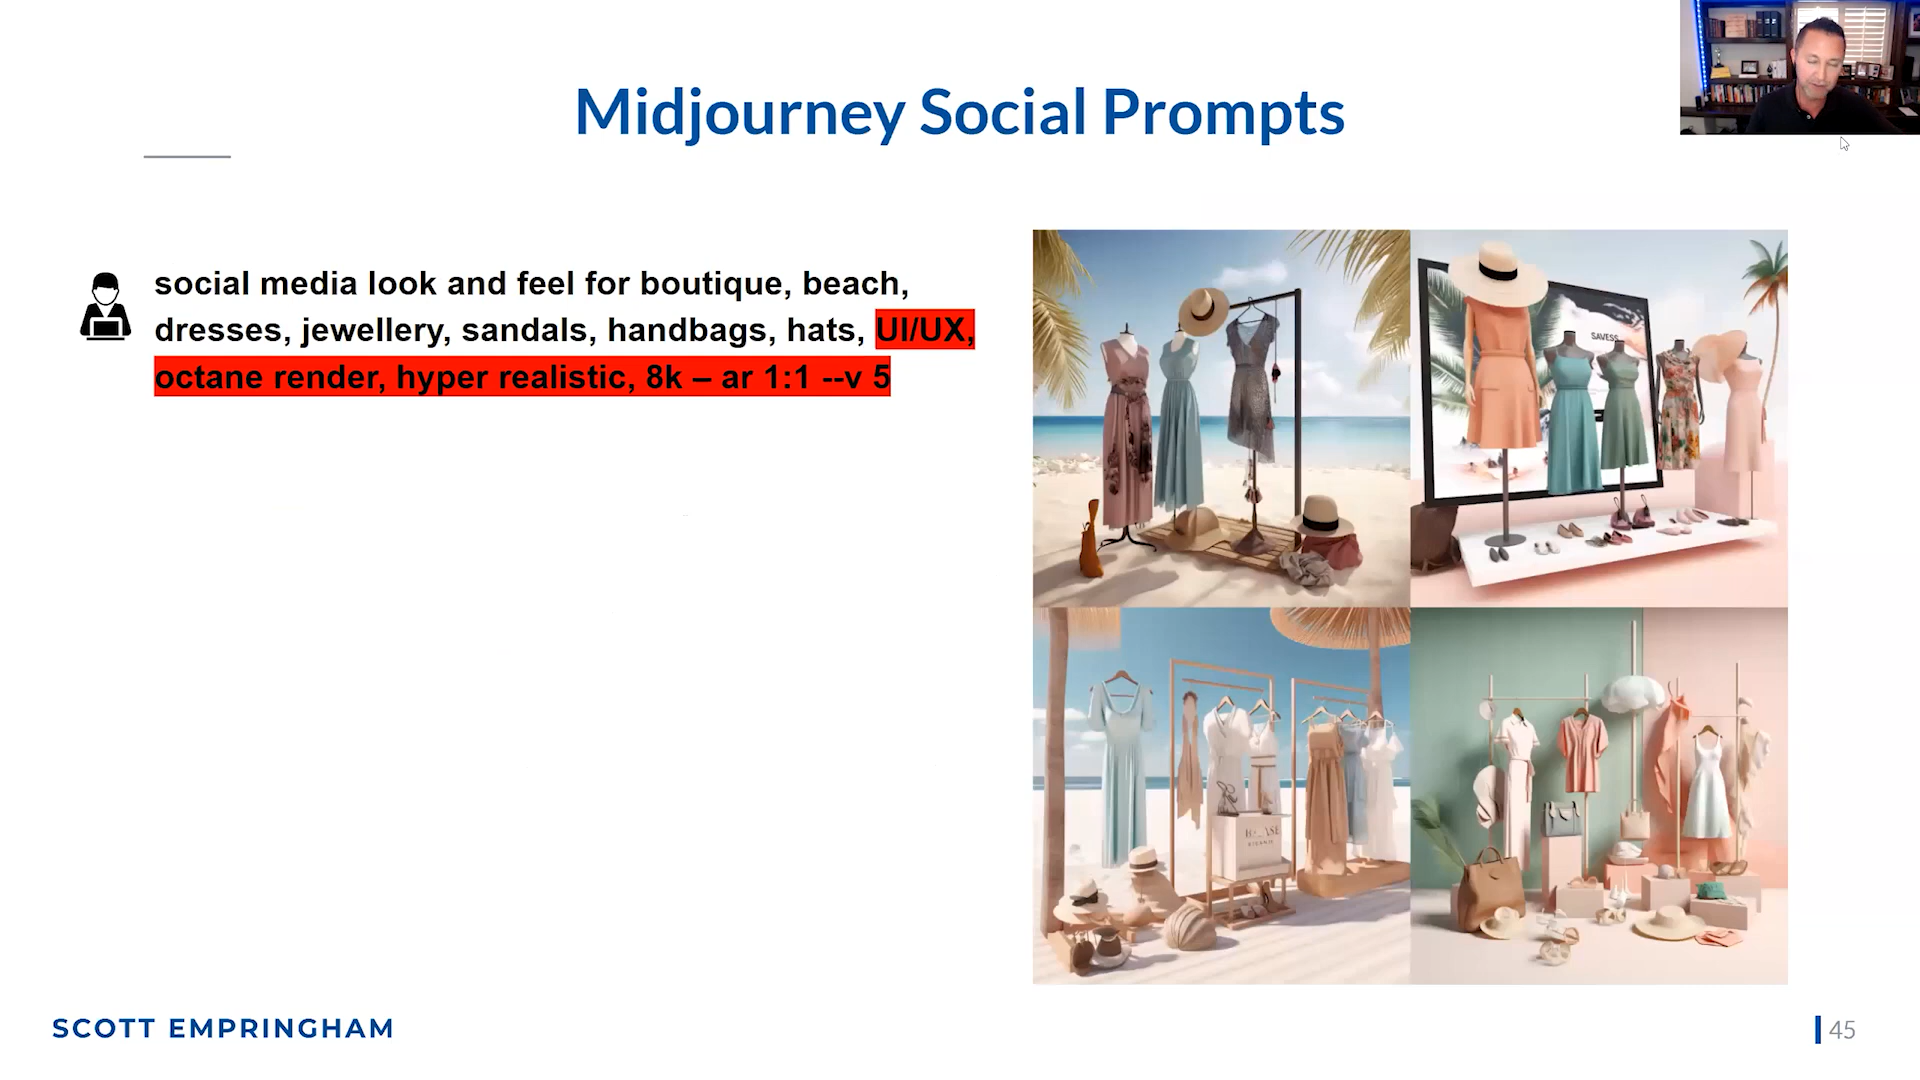 Midjourney Social Prompts
social media look and feel for boutique, beach,
dresses, jewellery, sandals, handbags, hats, UI/UX,
octane render, hyper realistic, 8k – ar 1:1 --v 5
SAVESS
SCOTT EMPRINGHAM
45